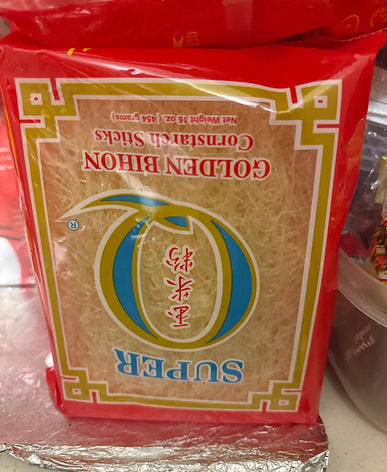 SUPER
Q
玉米粉
®
GOLDEN BIHON
Cornstarch Sticks
Net Weight 16 oz. (454 grams)